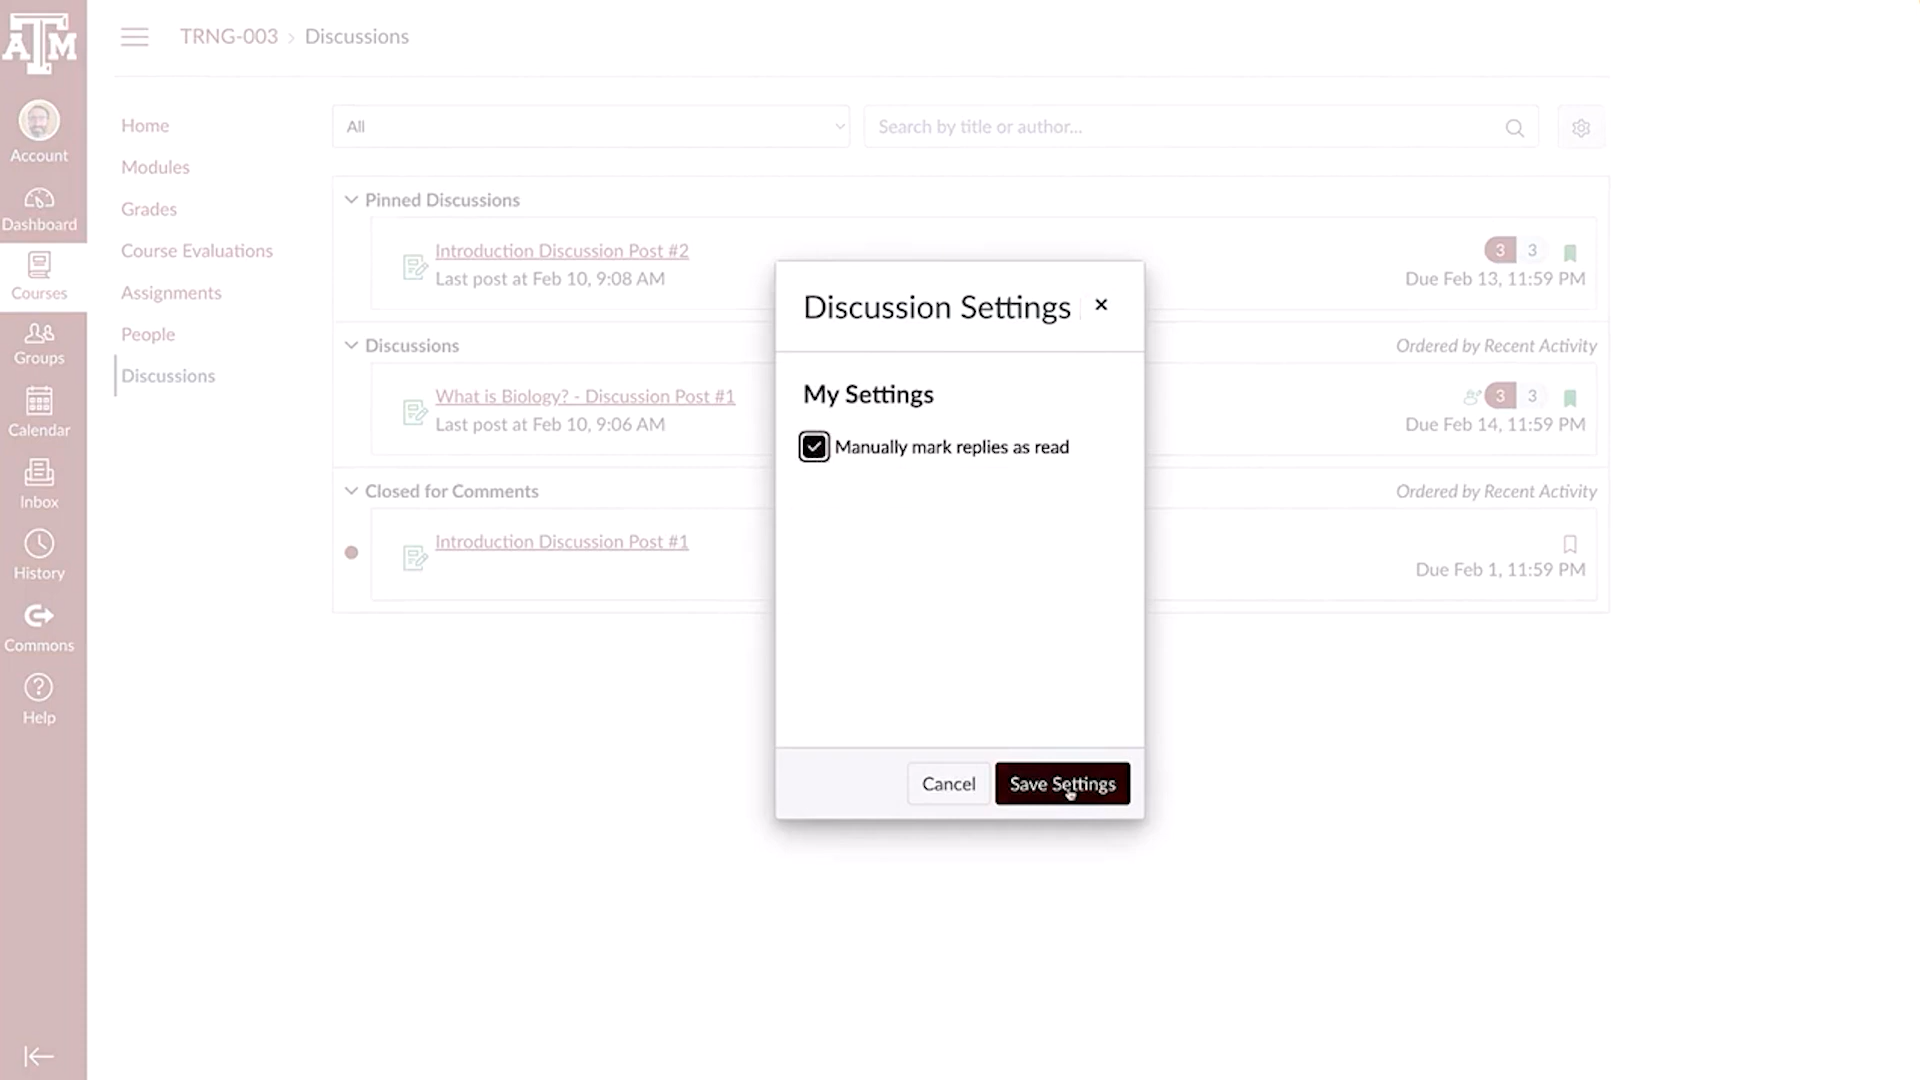 ATM
TRNG-003 > Discussions
Account
Dashboard
Courses
Groups
Calendar
Inbox
History
Commons
Help
Home
Modules
Grades
Course Evaluations
Assignments
People
Discussions
All
Search by title or author...
Pinned Discussions
Introduction Discussion Post #2
Last post at Feb 10, 9:08 AM
3 3
Due Feb 13, 11:59 PM
Discussions
Ordered by Recent Activity
What is Biology? - Discussion Post #1
Last post at Feb 10, 9:06 AM
3 3
Due Feb 14, 11:59 PM
Closed for Comments
Ordered by Recent Activity
Introduction Discussion Post #1
Due Feb 1, 11:59 PM
Discussion Settings ×
My Settings
Manually mark replies as read
Cancel
Save Settings